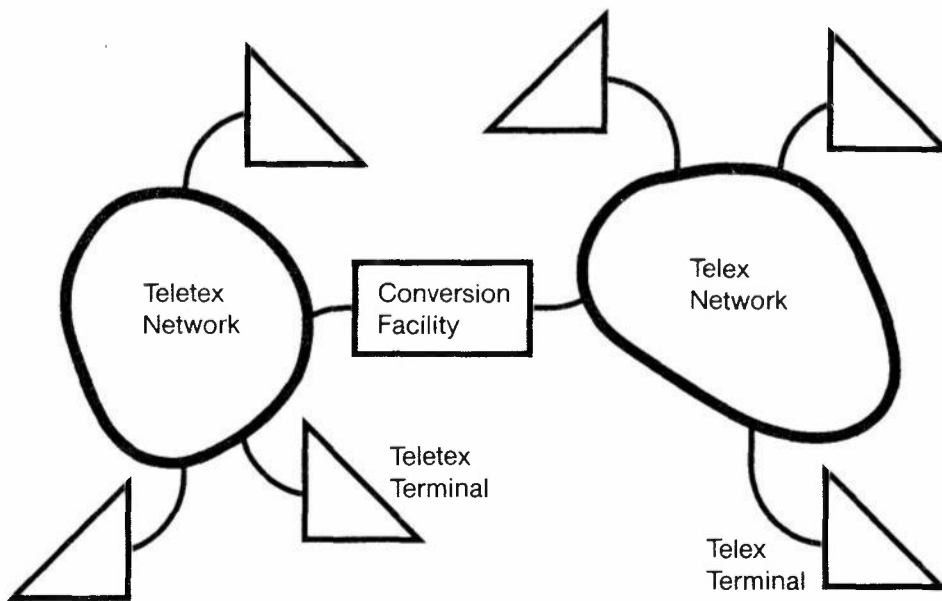 Teletex
Network
Conversion
Facility
Telex
Network
Teletex
Terminal
Telex
Terminal